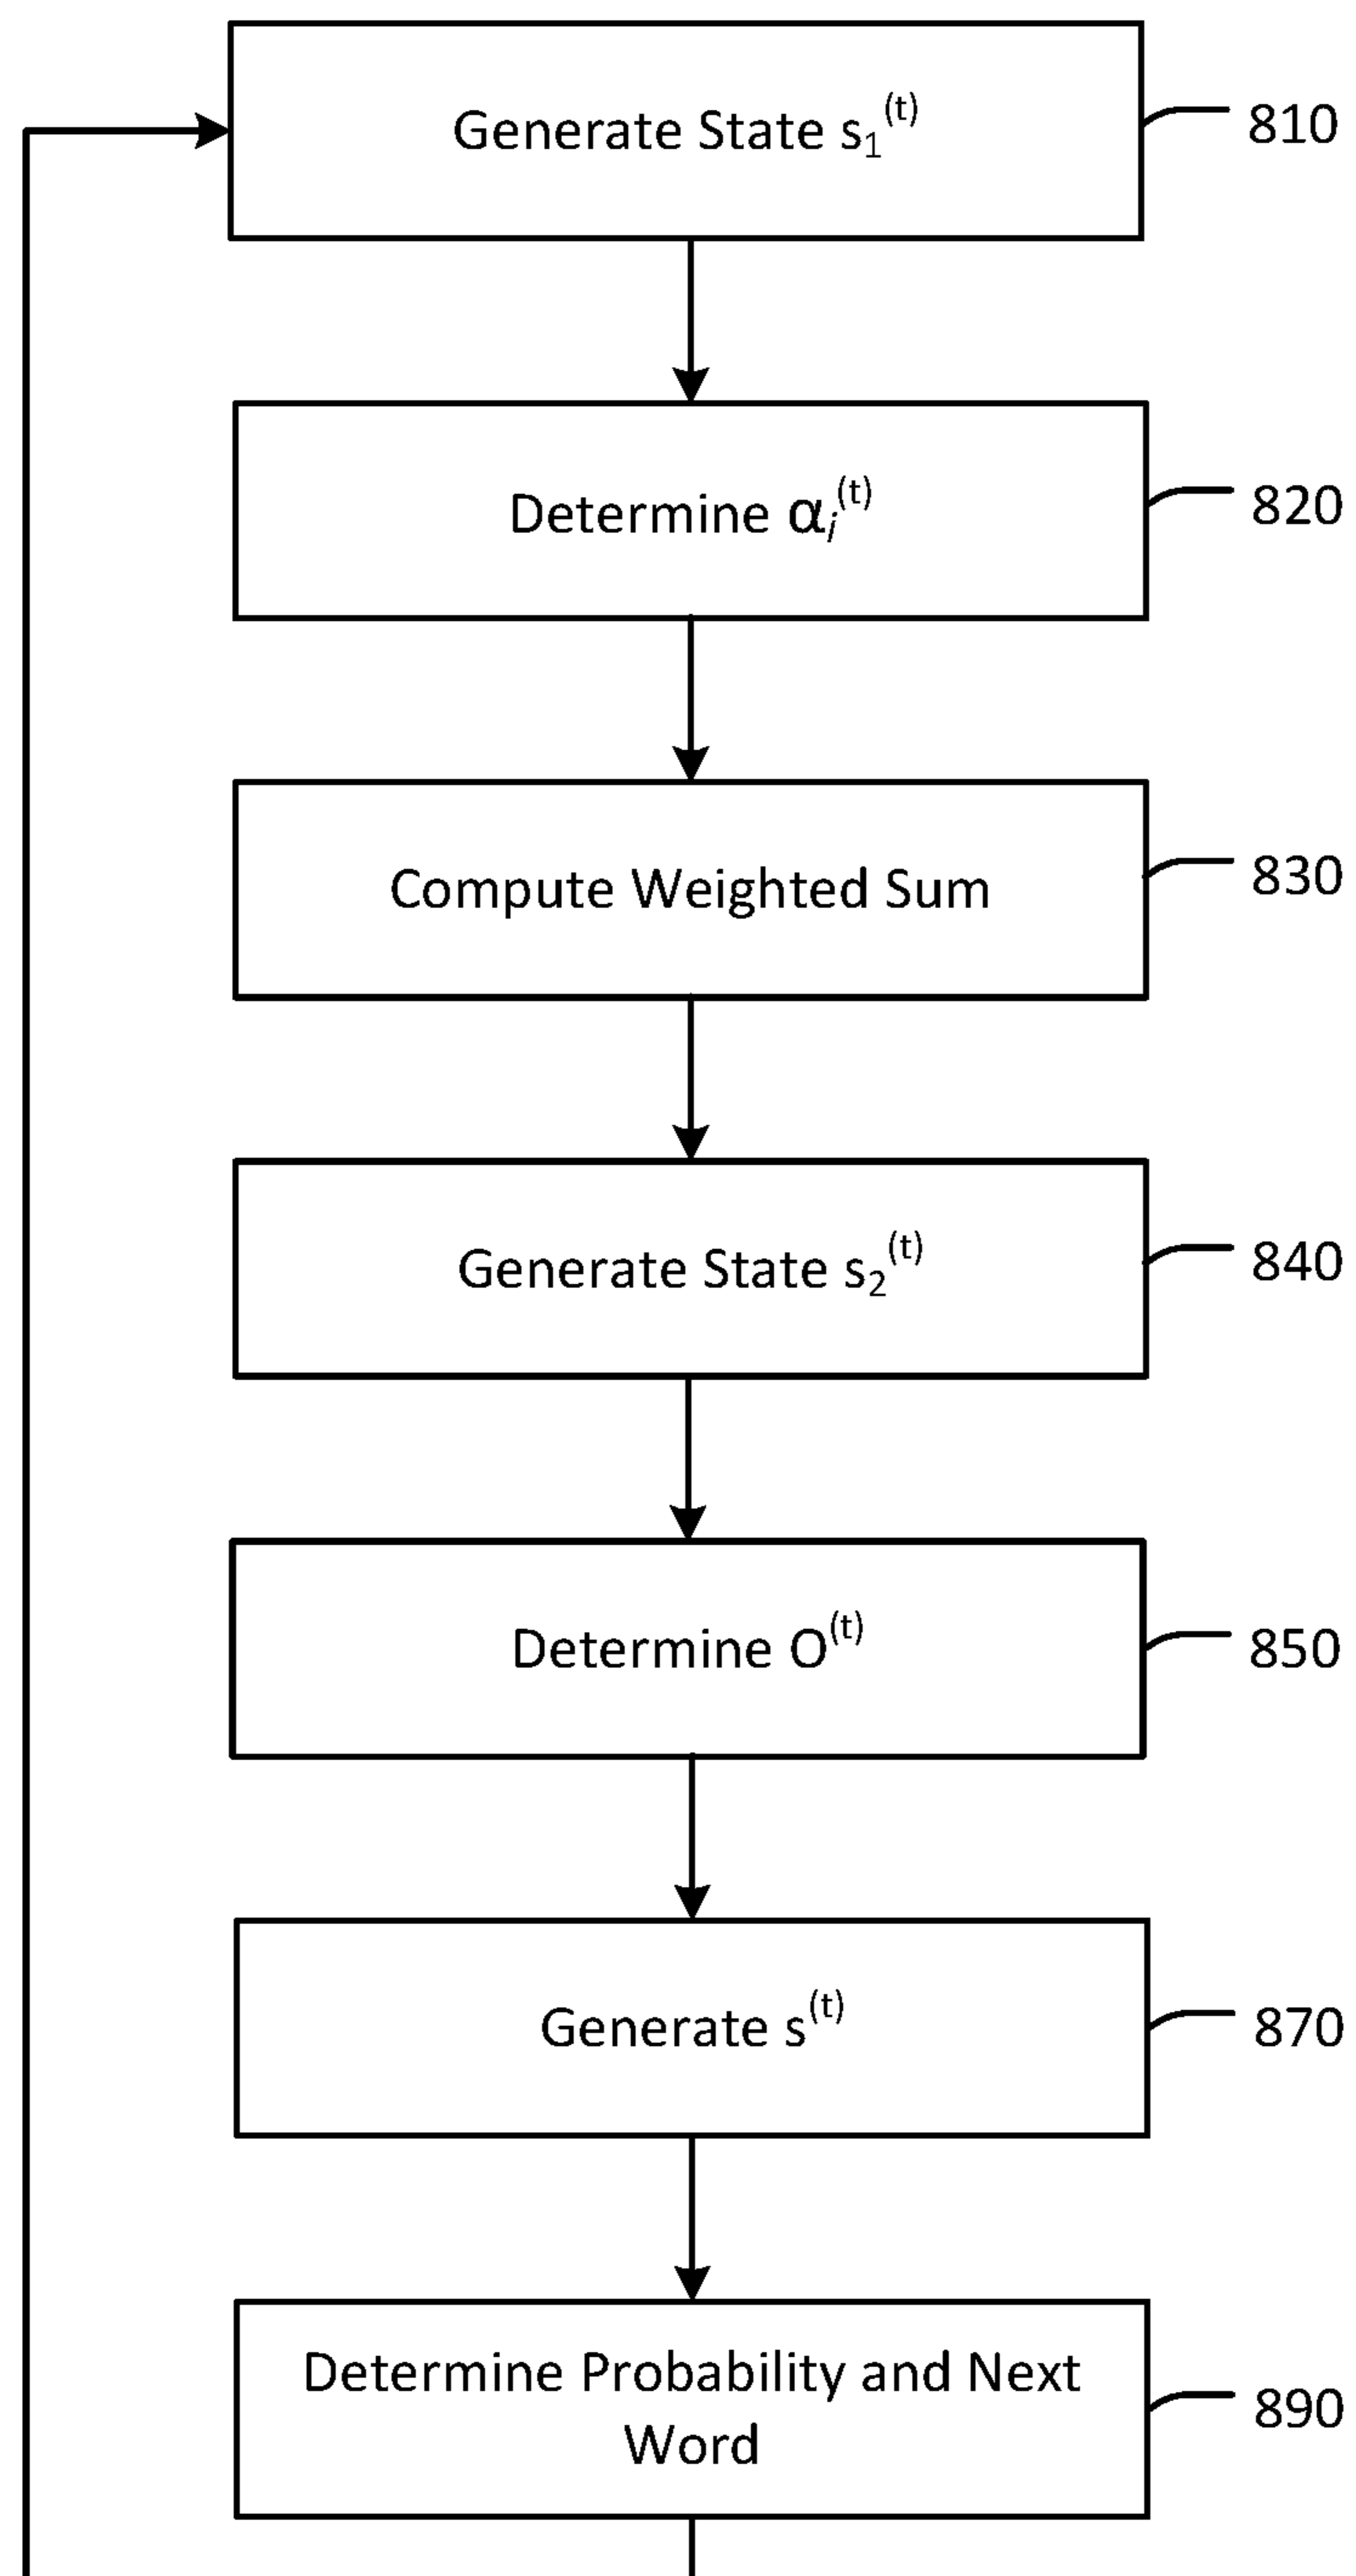 Generate State s₁⁽ᵗ⁾
810
Determine αᵢ⁽ᵗ⁾
820
Compute Weighted Sum
830
Generate State s₂⁽ᵗ⁾
840
Determine O⁽ᵗ⁾
850
Generate s⁽ᵗ⁾
870
Determine Probability and Next
Word
890